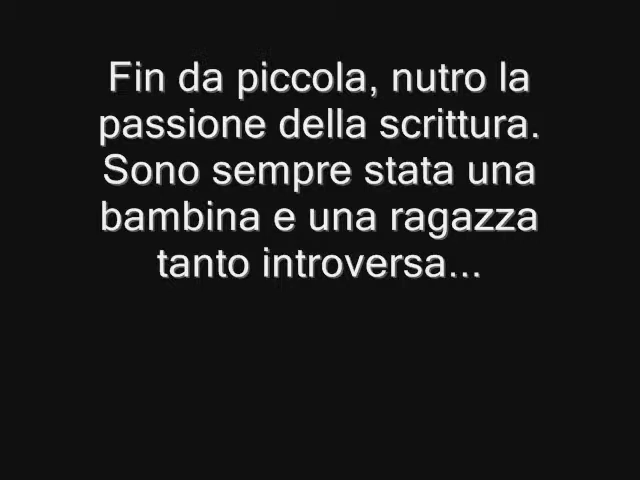 Fin da piccola, nutro la
passione della scrittura.
Sono sempre stata una
bambina e una ragazza
tanto introversa...